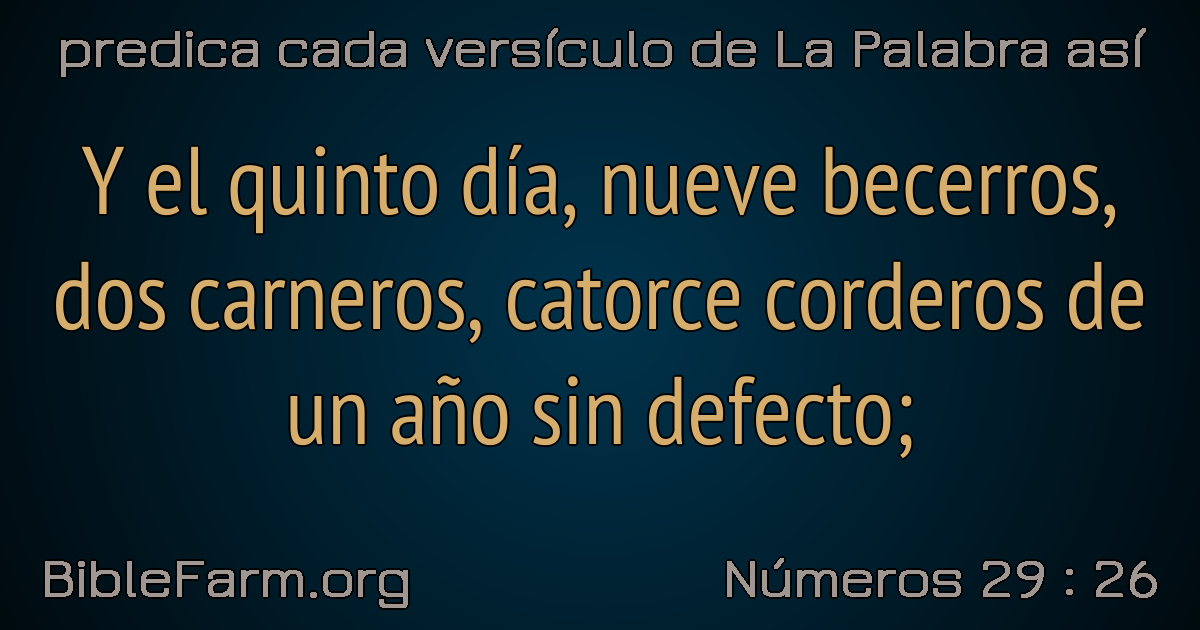 predica cada versículo de La Palabra así
Y el quinto día, nueve becerros,
dos carneros, catorce corderos de
un año sin defecto;
BibleFarm.org
Números 29 : 26